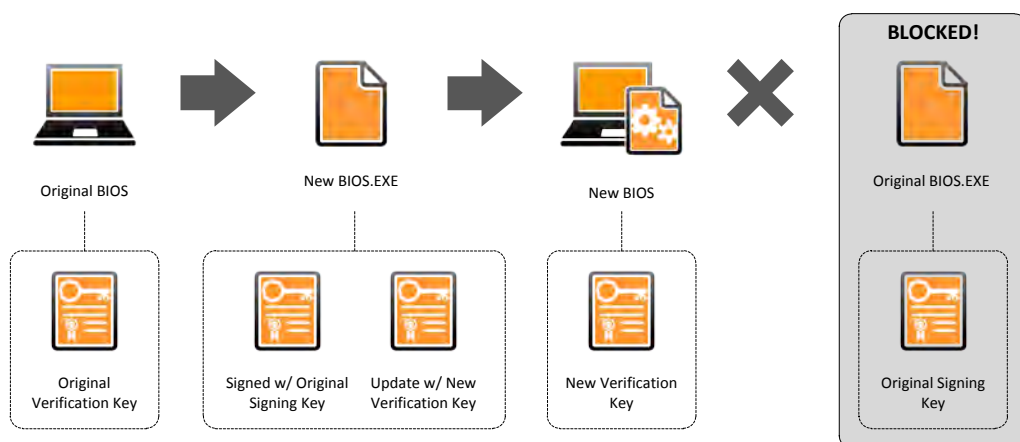 BLOCKED!
Original BIOS
New BIOS.EXE
New BIOS
Original BIOS.EXE
Original
Verification Key
Signed w/ Original
Signing Key
Update w/ New
Verification Key
New Verification
Key
Original Signing
Key